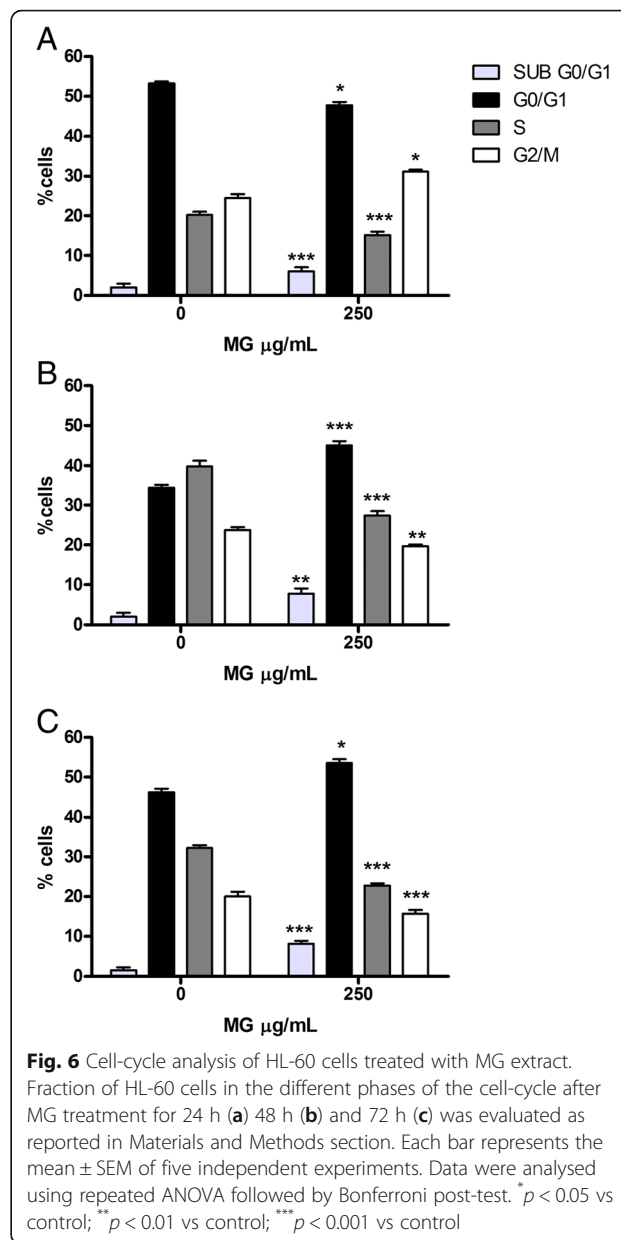 A
SUB G0/G1
G0/G1
S
G2/M
60
50
40
30
20
10
0
%cells
*
***
***
*
0 250
MG μg/mL
B
60
50
40
30
20
10
0
%cells
***
***
**
**
0 250
MG μg/mL
C
60
50
40
30
20
10
0
% cells
*
***
***
***
0 250
MG μg/mL
Fig. 6 Cell-cycle analysis of HL-60 cells treated with MG extract.
Fraction of HL-60 cells in the different phases of the cell-cycle after
MG treatment for 24 h (a) 48 h (b) and 72 h (c) was evaluated as
reported in Materials and Methods section. Each bar represents the
mean ± SEM of five independent experiments. Data were analysed
using repeated ANOVA followed by Bonferroni post-test. *p < 0.05 vs
control; **p < 0.01 vs control; ***p < 0.001 vs control